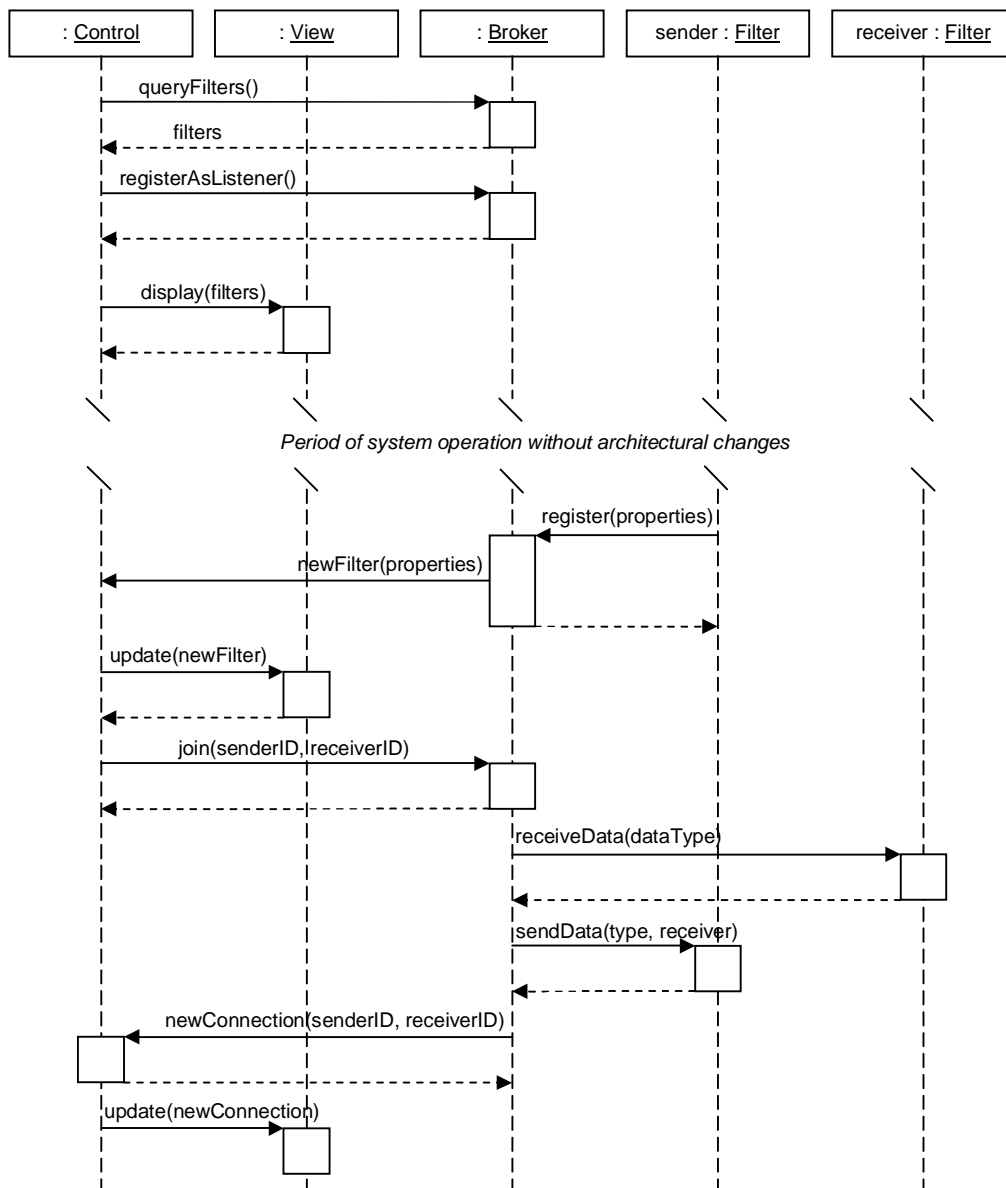 : Control
: View
: Broker
sender : Filter
receiver : Filter
queryFilters()
filters
registerAsListener()
display(filters)
Period of system operation without architectural changes
register(properties)
newFilter(properties)
update(newFilter)
join(senderID, receiverID)
receiveData(dataType)
sendData(type, receiver)
newConnection(senderID, receiverID)
update(newConnection)